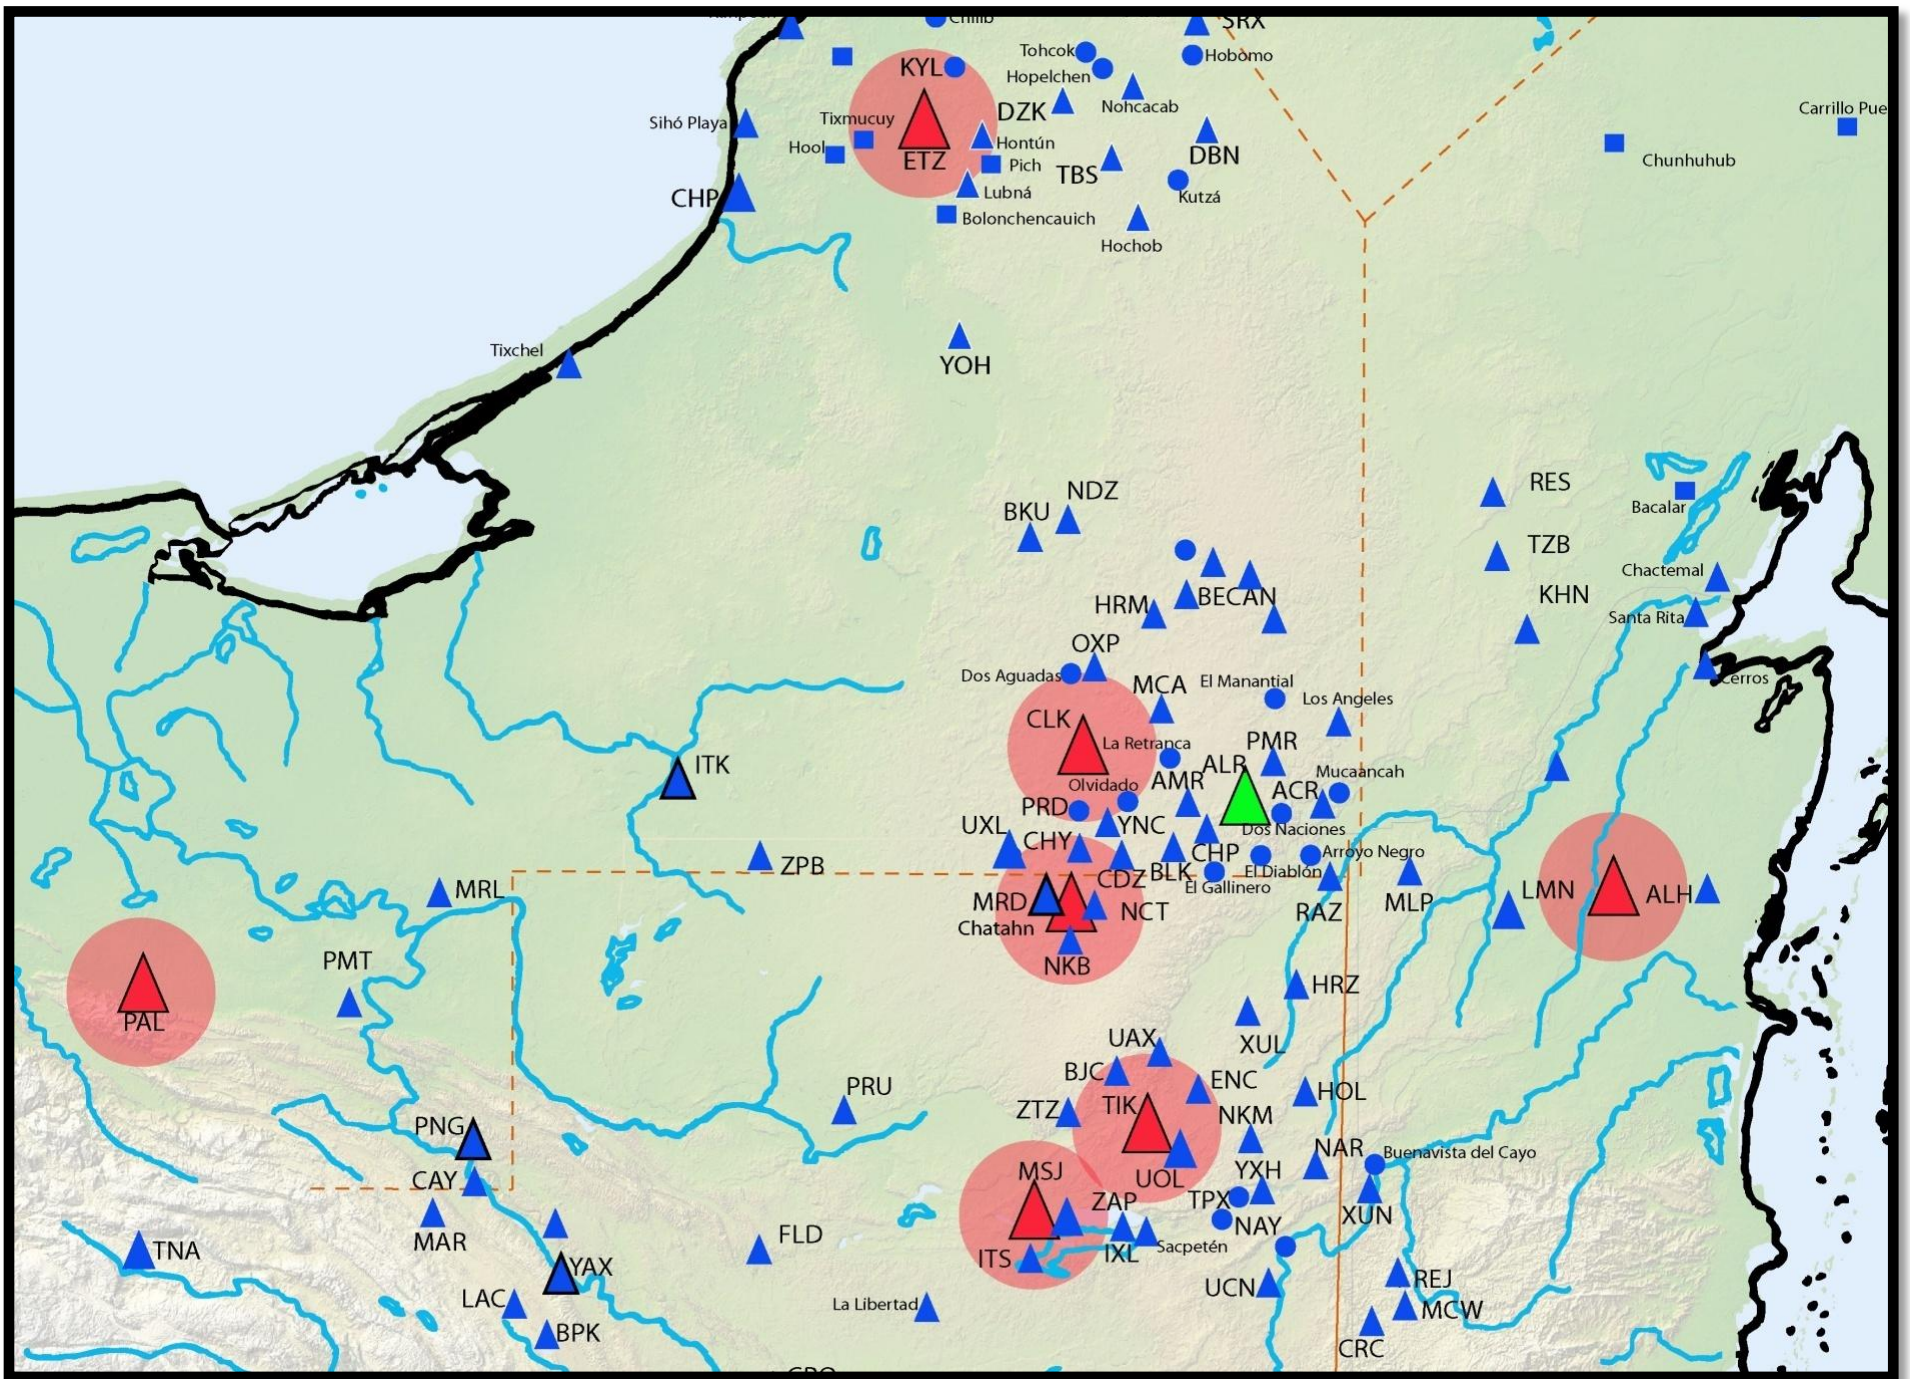 SRX
Tohcok
Hobomo
KYL
Hopelchen
Nohcacab
DZK
Carrillo Pue
Sihó Playa
Tixmucuy
Hool
Hontún
ETZ
Pich
DBN
TBS
Chunhuhub
CHP
Lubná
Kutzá
Bolonchencauich
Hochob
Tixchel
YOH
NDZ
RES
BKU
Bacalar
TZB
Chactemal
HRM
BECAN
KHN
Santa Rita
OXP
Dos Aguadas
MCA
El Manantial
Cerros
Los Angeles
CLK
La Retranca
PMR
ITK
ALR
Mucaancah
Olvidado
AMR
ACR
PRD
UXL
YNC
CHY
Dos Naciones
CHP
Arroyo Negro
ZPB
BLK
El Diablón
CDZ
El Gallinero
MRL
MRD
NCT
RAZ
MLP
LMN
ALH
Chatahn
PMT
NKB
HRZ
PAL
UAX
XUL
BJC
ENC
PRU
HOL
ZTZ
TIK
NKM
PNG
NAR
Buenavista del Cayo
MSJ
YXH
CAY
UOL
ZAP
TPX
XUN
NAY
MAR
FLD
TNA
ITS
IXL
Sacpetén
YAX
UCN
REJ
LAC
La Libertad
MCW
BPK
CRC